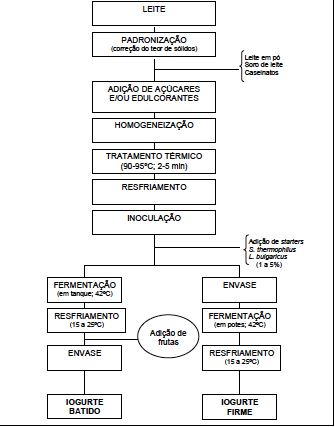 LEITE
PADRONIZAÇÃO
(correção do teor de sólidos)
Leite em pó
Soro de leite
Caseinatos
ADIÇÃO DE AÇÚCARES
E/OU EDULCORANTES
HOMOGENEIZAÇÃO
TRATAMENTO TÉRMICO
(90-95ºC; 2-5 min)
RESFRIAMENTO
INOCULAÇÃO
Adição de starters
S. thermophilus
L. bulgaricus
(1 a 5%)
FERMENTAÇÃO
(em tanque; 42ºC)
RESFRIAMENTO
(15 a 25ºC)
ENVASE
IOGURTE
BATIDO
Adição de
frutas
ENVASE
FERMENTAÇÃO
(em potes; 42ºC)
RESFRIAMENTO
(15 a 25ºC)
IOGURTE
FIRME